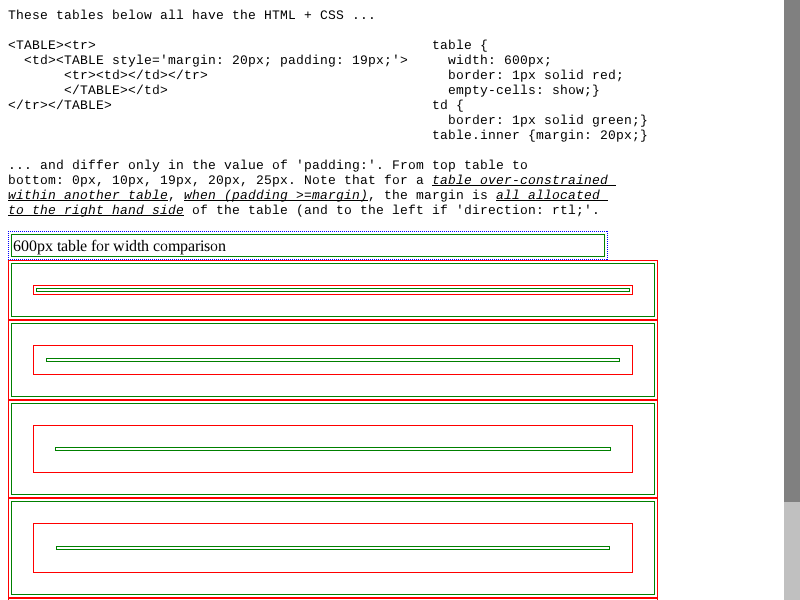 These tables below all have the HTML + CSS ...
<TABLE><tr>                                          table {
  <td><TABLE style='margin: 20px; padding: 19px;'>     width: 600px;
       <tr><td></td></tr>                              border: 1px solid red;
       </TABLE></td>                                   empty-cells: show;}
</tr></TABLE>                                        td {
                                                       border: 1px solid green;}
                                                     table.inner {margin: 20px;}
... and differ only in the value of 'padding:'. From top table to
bottom: 0px, 10px, 19px, 20px, 25px. Note that for a table over-constrained
within another table, when (padding >=margin), the margin is all allocated
to the right hand side of the table (and to the left if 'direction: rtl;'.
600px table for width comparison